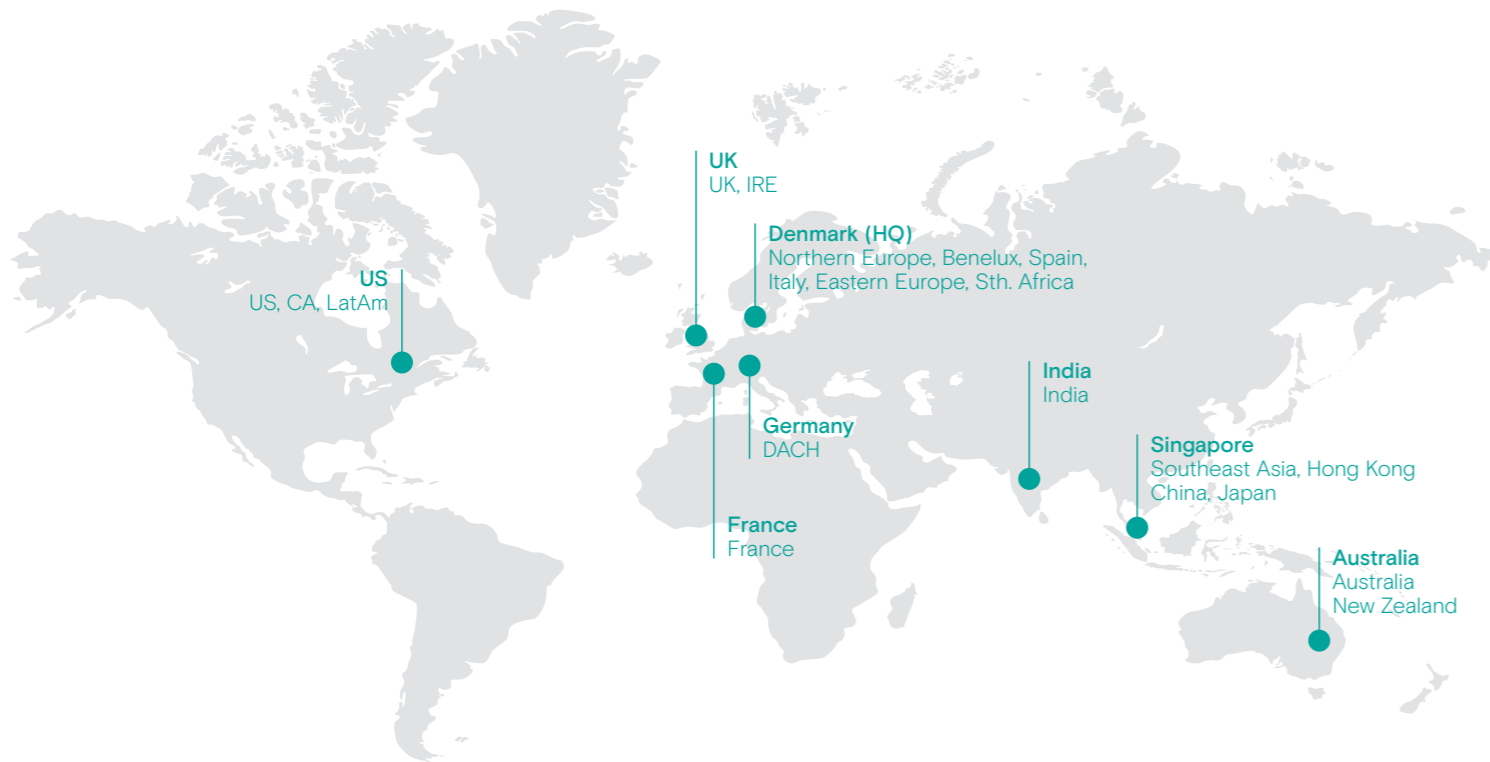 UK
UK, IRE
Denmark (HQ)
Northern Europe, Benelux, Spain,
Italy, Eastern Europe, Sth. Africa
US
US, CA, LatAm
India
India
Germany
DACH
Singapore
Southeast Asia, Hong Kong
China, Japan
France
France
Australia
Australia
New Zealand